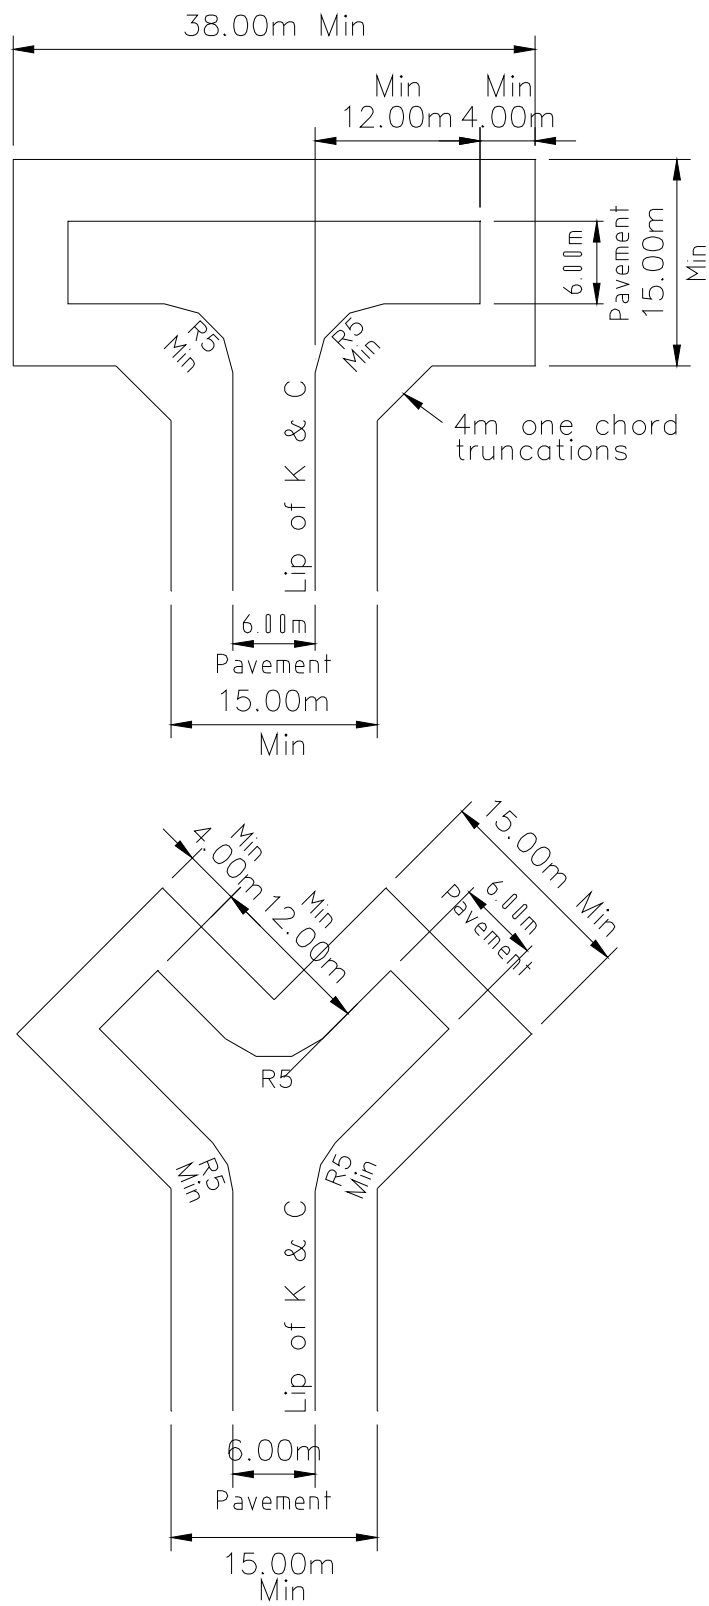 38.00m Min
Min
12.00m
Min
4.00m
6.00m
Pavement
15.00m
Min
R5
Min
R5
Min
4m one chord
truncations
Lip of K & C
6.00m
Pavement
15.00m
Min
Min
4.00m
Min
12.00m
15.00m Min
6.00m
Pavement
R5
R5
Min
R5
Min
Lip of K & C
6.00m
Pavement
15.00m
Min